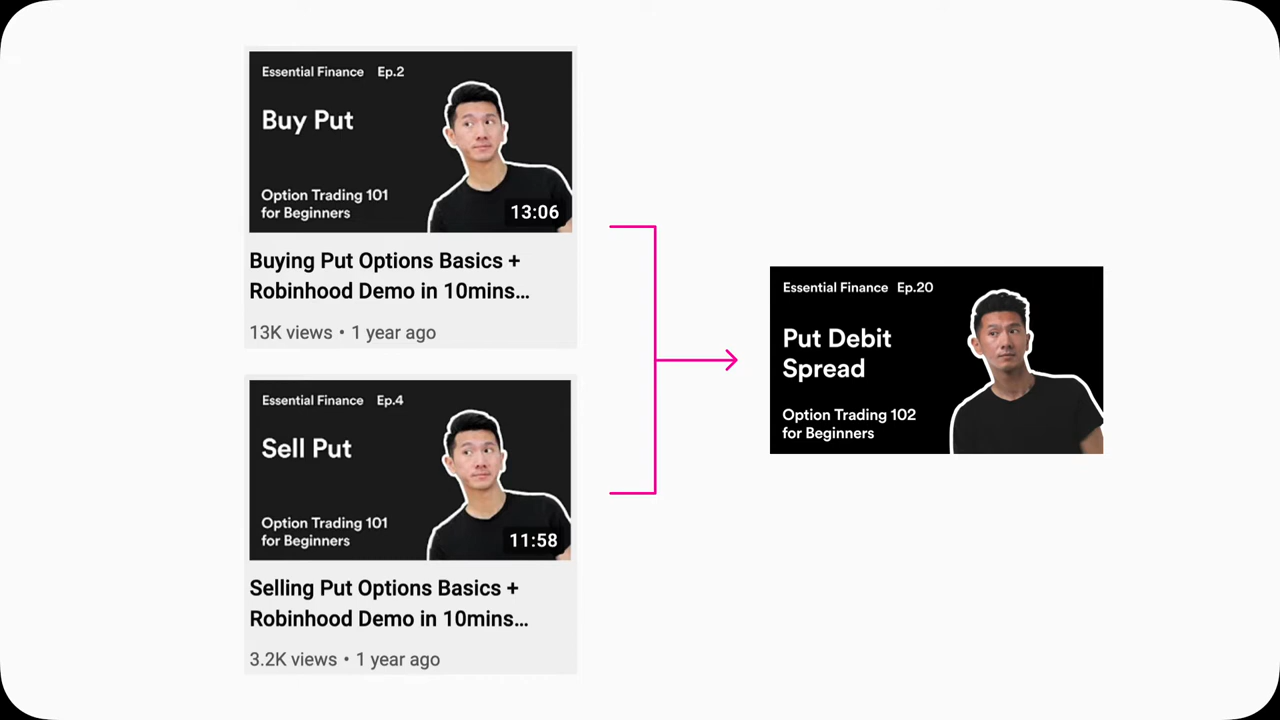 Essential Finance Ep.2
Buy Put
Option Trading 101
for Beginners
13:06
Buying Put Options Basics +
Robinhood Demo in 10mins...
13K views • 1 year ago
Essential Finance Ep.4
Sell Put
Option Trading 101
for Beginners
11:58
Selling Put Options Basics +
Robinhood Demo in 10mins...
3.2K views • 1 year ago
Essential Finance Ep.20
Put Debit
Spread
Option Trading 102
for Beginners